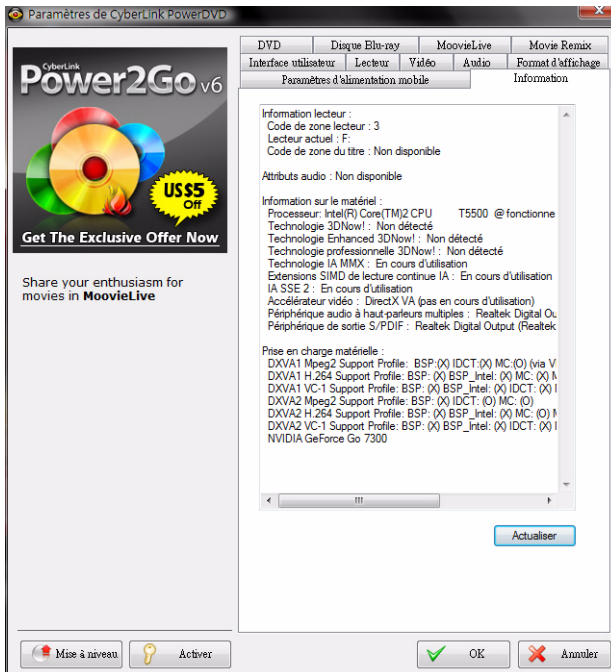 Paramètres de CyberLink PowerDVD
CyberLink
Power2Go v6
US$5
Off
Get The Exclusive Offer Now
Share your enthusiasm for
movies in MoovieLive
DVD Disque Blu-ray MoovieLive Movie Remix
Interface utilisateur Lecteur Vidéo Audio Format d'affichage
Paramètres d'alimentation mobile Information
Information lecteur :
Code de zone lecteur : 3
Lecteur actuel : F:
Code de zone du titre : Non disponible
Attributs audio : Non disponible
Information sur le matériel :
Processeur: Intel(R) Core(TM)2 CPU T5500 @ fonctionne
Technologie 3DNow! : Non détecté
Technologie Enhanced 3DNow! : Non détecté
Technologie professionnelle 3DNow! : Non détecté
Technologie IA MMX : En cours d'utilisation
Extensions SIMD de lecture continue IA : En cours d'utilisation
IA SSE 2 : En cours d'utilisation
Accélérateur vidéo : DirectX VA (pas en cours d'utilisation)
Périphérique audio à haut-parleurs multiples : Realtek Digital Ou
Périphérique de sortie S/PDIF : Realtek Digital Output (Realtek
Prise en charge matérielle :
DXVA1 Mpeg2 Support Profile: BSP:(X) IDCT:(X) MC:(O) (via V
DXVA1 H.264 Support Profile: BSP: (X) BSP_Intel: (X) MC: (X)
DXVA1 VC-1 Support Profile: BSP: (X) BSP_Intel: (X) IDCT: (X)
DXVA2 Mpeg2 Support Profile: BSP: (X) IDCT: (O) MC: (O)
DXVA2 H.264 Support Profile: BSP: (X) BSP_Intel: (X) MC: (O)
DXVA2 VC-1 Support Profile: BSP: (X) BSP_Intel: (X) IDCT: (X)
NVIDIA GeForce Go 7300
Actualiser
Mise à niveau Activer OK Annuler